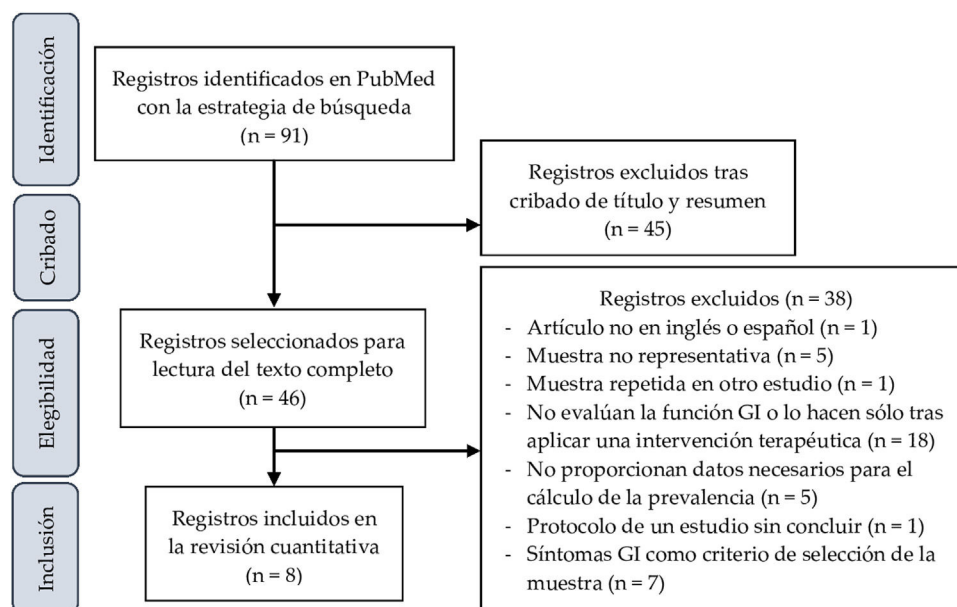 Identificación
Registros identificados en PubMed
con la estrategia de búsqueda
(n = 91)
Cribado
Registros excluidos tras
cribado de título y resumen
(n = 45)
Elegibilidad
Registros seleccionados para
lectura del texto completo
(n = 46)
Registros excluidos (n = 38)
- Artículo no en inglés o español (n = 1)
- Muestra no representativa (n = 5)
- Muestra repetida en otro estudio (n = 1)
- No evalúan la función GI o lo hacen sólo tras
aplicar una intervención terapéutica (n = 18)
- No proporcionan datos necesarios para el
cálculo de la prevalencia (n = 5)
- Protocolo de un estudio sin concluir (n = 1)
- Síntomas GI como criterio de selección de la
muestra (n = 7)
Inclusión
Registros incluidos en
la revisión cuantitativa
(n = 8)